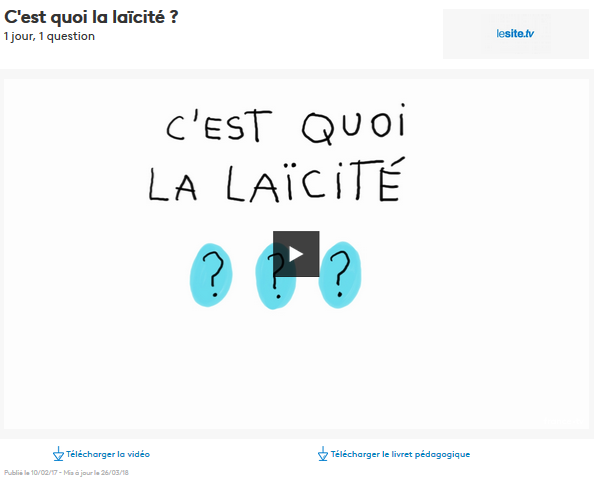 C'est quoi la laïcité ?
1 jour, 1 question
lesite.tv
C'EST QUOI
LA LAÏCITÉ
? ? ?
Télécharger la vidéo
Télécharger le livret pédagogique
Publié le 10/02/17 - Mis à jour le 26/03/18